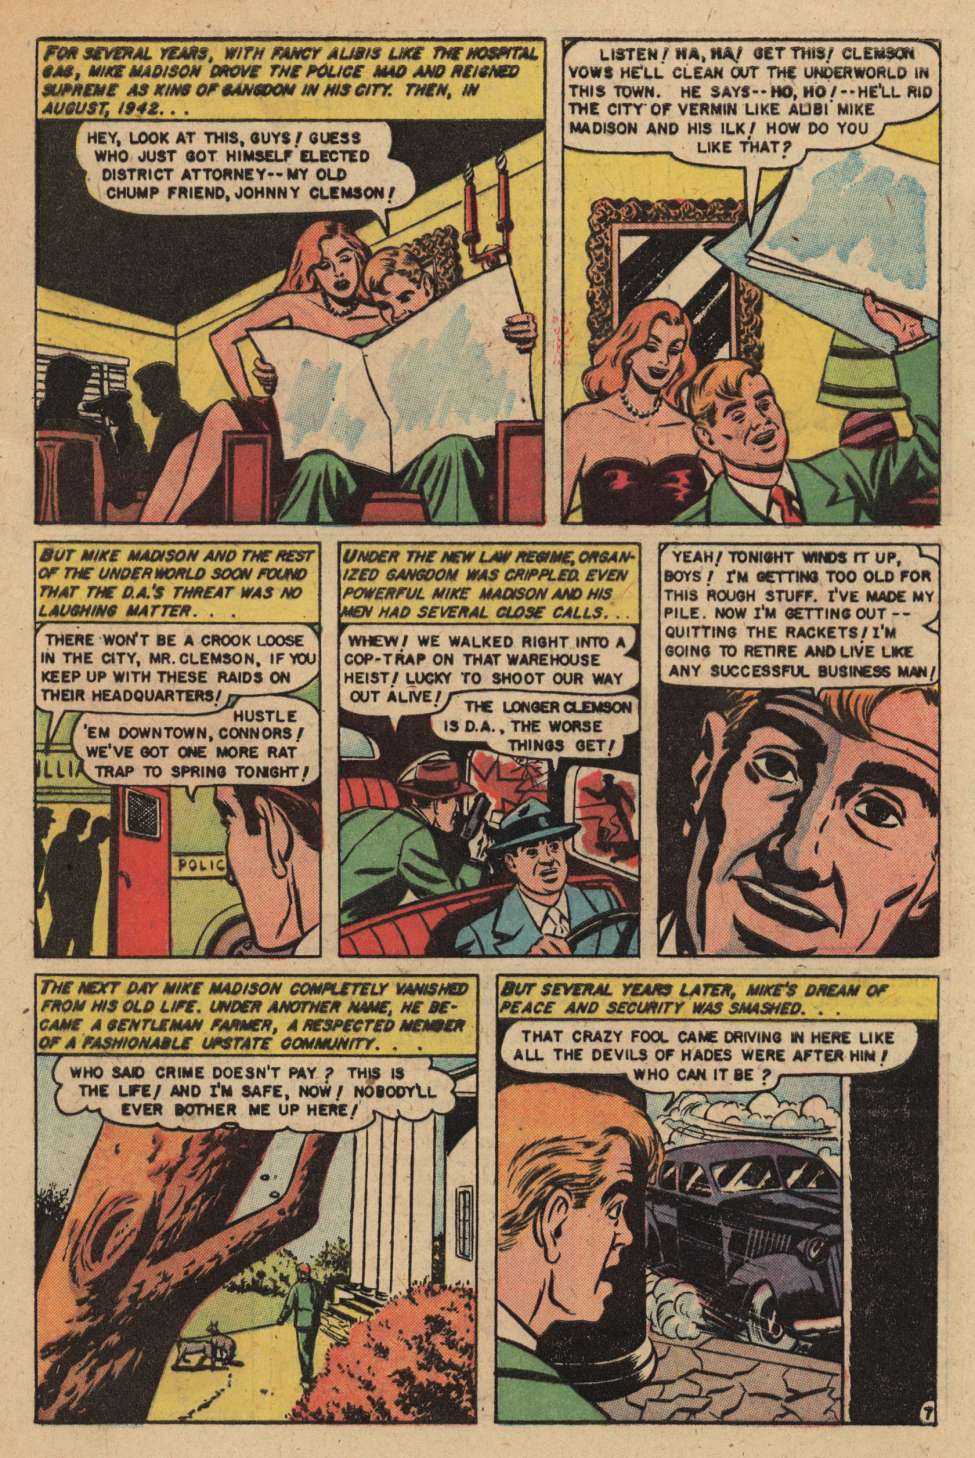 FOR SEVERAL YEARS, WITH FANCY ALIBIS LIKE THE HOSPITAL
GAG, MIKE MADISON DROVE THE POLICE MAD AND REIGNED
SUPREME AS KING OF GANGDOM IN HIS CITY. THEN, IN
AUGUST, 1942...
HEY, LOOK AT THIS, GUYS! GUESS
WHO JUST GOT HIMSELF ELECTED
DISTRICT ATTORNEY--MY OLD
CHUMP FRIEND, JOHNNY CLEMSON!
LISTEN! HA, HA! GET THIS! CLEMSON
VOWS HE'LL CLEAN OUT THE UNDERWORLD IN
THIS TOWN. HE SAYS--HO, HO!--HE'LL RID
THE CITY OF VERMIN LIKE ALIBI MIKE
MADISON AND HIS ILK! HOW DO YOU
LIKE THAT?
BUT MIKE MADISON AND THE REST
OF THE UNDERWORLD SOON FOUND
THAT THE D.A.'S THREAT WAS NO
LAUGHING MATTER. . .
THERE WON'T BE A CROOK LOOSE
IN THE CITY, MR. CLEMSON, IF YOU
KEEP UP WITH THESE RAIDS ON
THEIR HEADQUARTERS!
HUSTLE
'EM DOWNTOWN, CONNORS!
WE'VE GOT ONE MORE RAT
TRAP TO SPRING TONIGHT!
ILLIA
POLIC
UNDER THE NEW LAW REGIME, ORGAN-
IZED GANGDOM WAS CRIPPLED. EVEN
POWERFUL MIKE MADISON AND HIS
MEN HAD SEVERAL CLOSE CALLS...
WHEW! WE WALKED RIGHT INTO A
COP-TRAP ON THAT WAREHOUSE
HEIST! LUCKY TO SHOOT OUR WAY
OUT ALIVE!
THE LONGER CLEMSON
IS D.A., THE WORSE
THINGS GET!
YEAH! TONIGHT WINDS IT UP,
BOYS! I'M GETTING TOO OLD FOR
THIS ROUGH STUFF. I'VE MADE MY
PILE. NOW I'M GETTING OUT --
QUITTING THE RACKETS! I'M
GOING TO RETIRE AND LIVE LIKE
ANY SUCCESSFUL BUSINESS MAN!
THE NEXT DAY MIKE MADISON COMPLETELY VANISHED
FROM HIS OLD LIFE. UNDER ANOTHER NAME, HE BE-
CAME A GENTLEMAN FARMER, A RESPECTED MEMBER
OF A FASHIONABLE UPSTATE COMMUNITY. . . .
WHO SAID CRIME DOESN'T PAY? THIS IS
THE LIFE! AND I'M SAFE, NOW! NOBODY'LL
EVER BOTHER ME UP HERE!
BUT SEVERAL YEARS LATER, MIKE'S DREAM OF
PEACE AND SECURITY WAS SMASHED. . .
THAT CRAZY FOOL CAME DRIVING IN HERE LIKE
ALL THE DEVILS OF HADES WERE AFTER HIM!
WHO CAN IT BE?
7